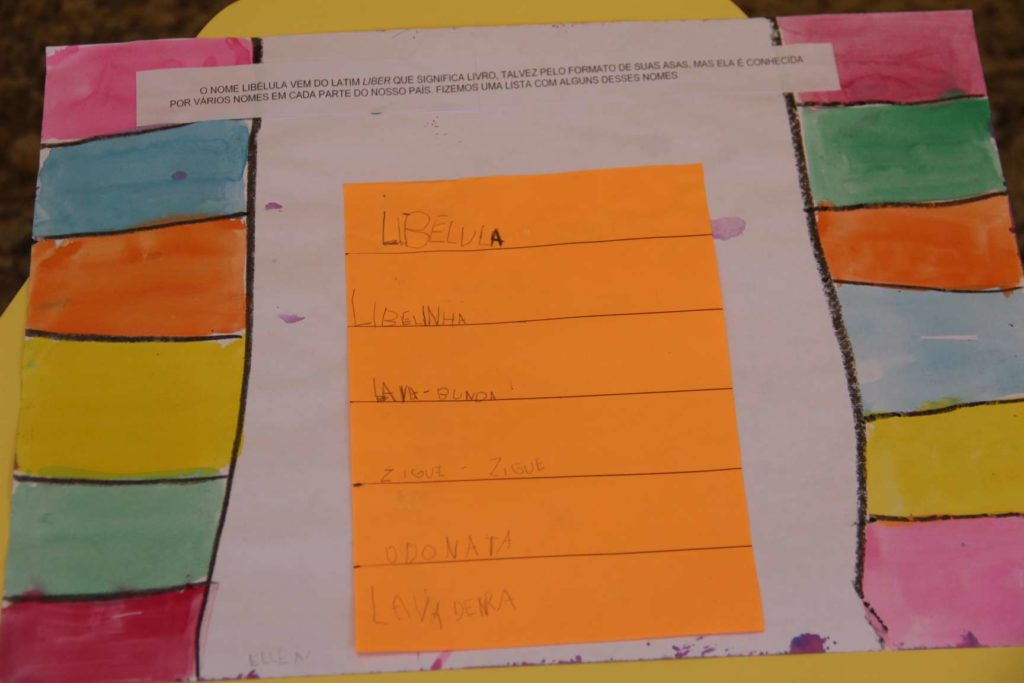 O NOME LIBÉLULA VEM DO LATIM LIBER QUE SIGNIFICA LIVRO, TALVEZ PELO FORMATO DE SUAS ASAS, MAS ELA É CONHECIDA
POR VÁRIOS NOMES EM CADA PARTE DO NOSSO PAÍS. FIZEMOS UMA LISTA COM ALGUNS DESSES NOMES
LIBÉLULA
LIBELINHA
LAVA-BUNDA
ZIGUE - ZIGUE
ODONATA
LAVADEIRA